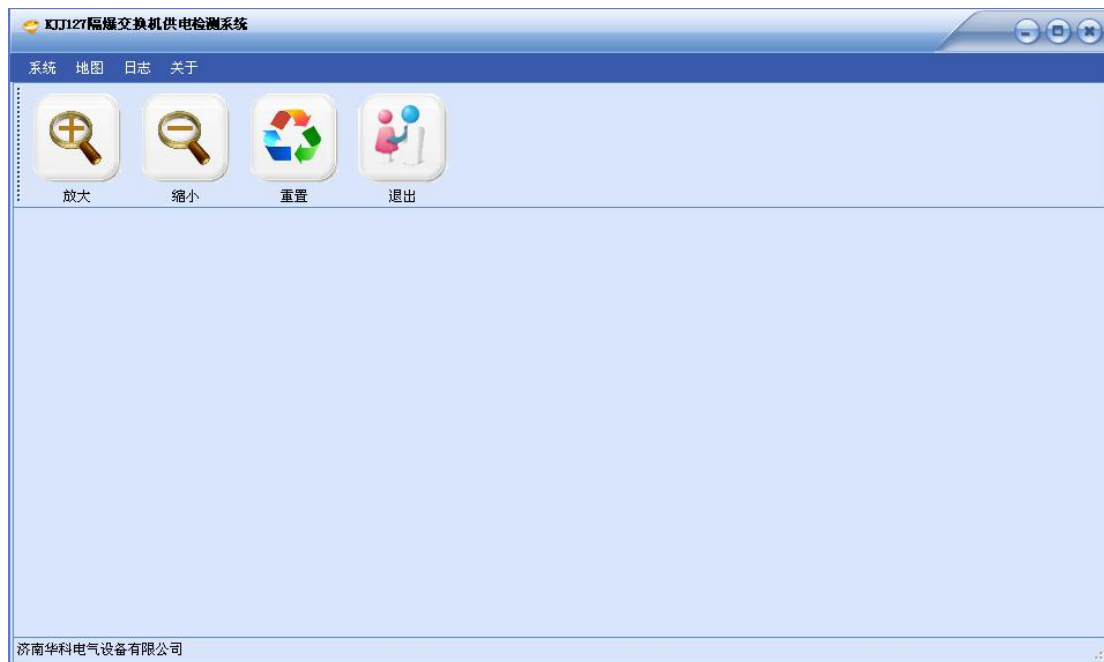 KJJ127隔爆交换机供电检测系统
系统 地图 日志 关于
放大 缩小 重置 退出
济南华科电气设备有限公司